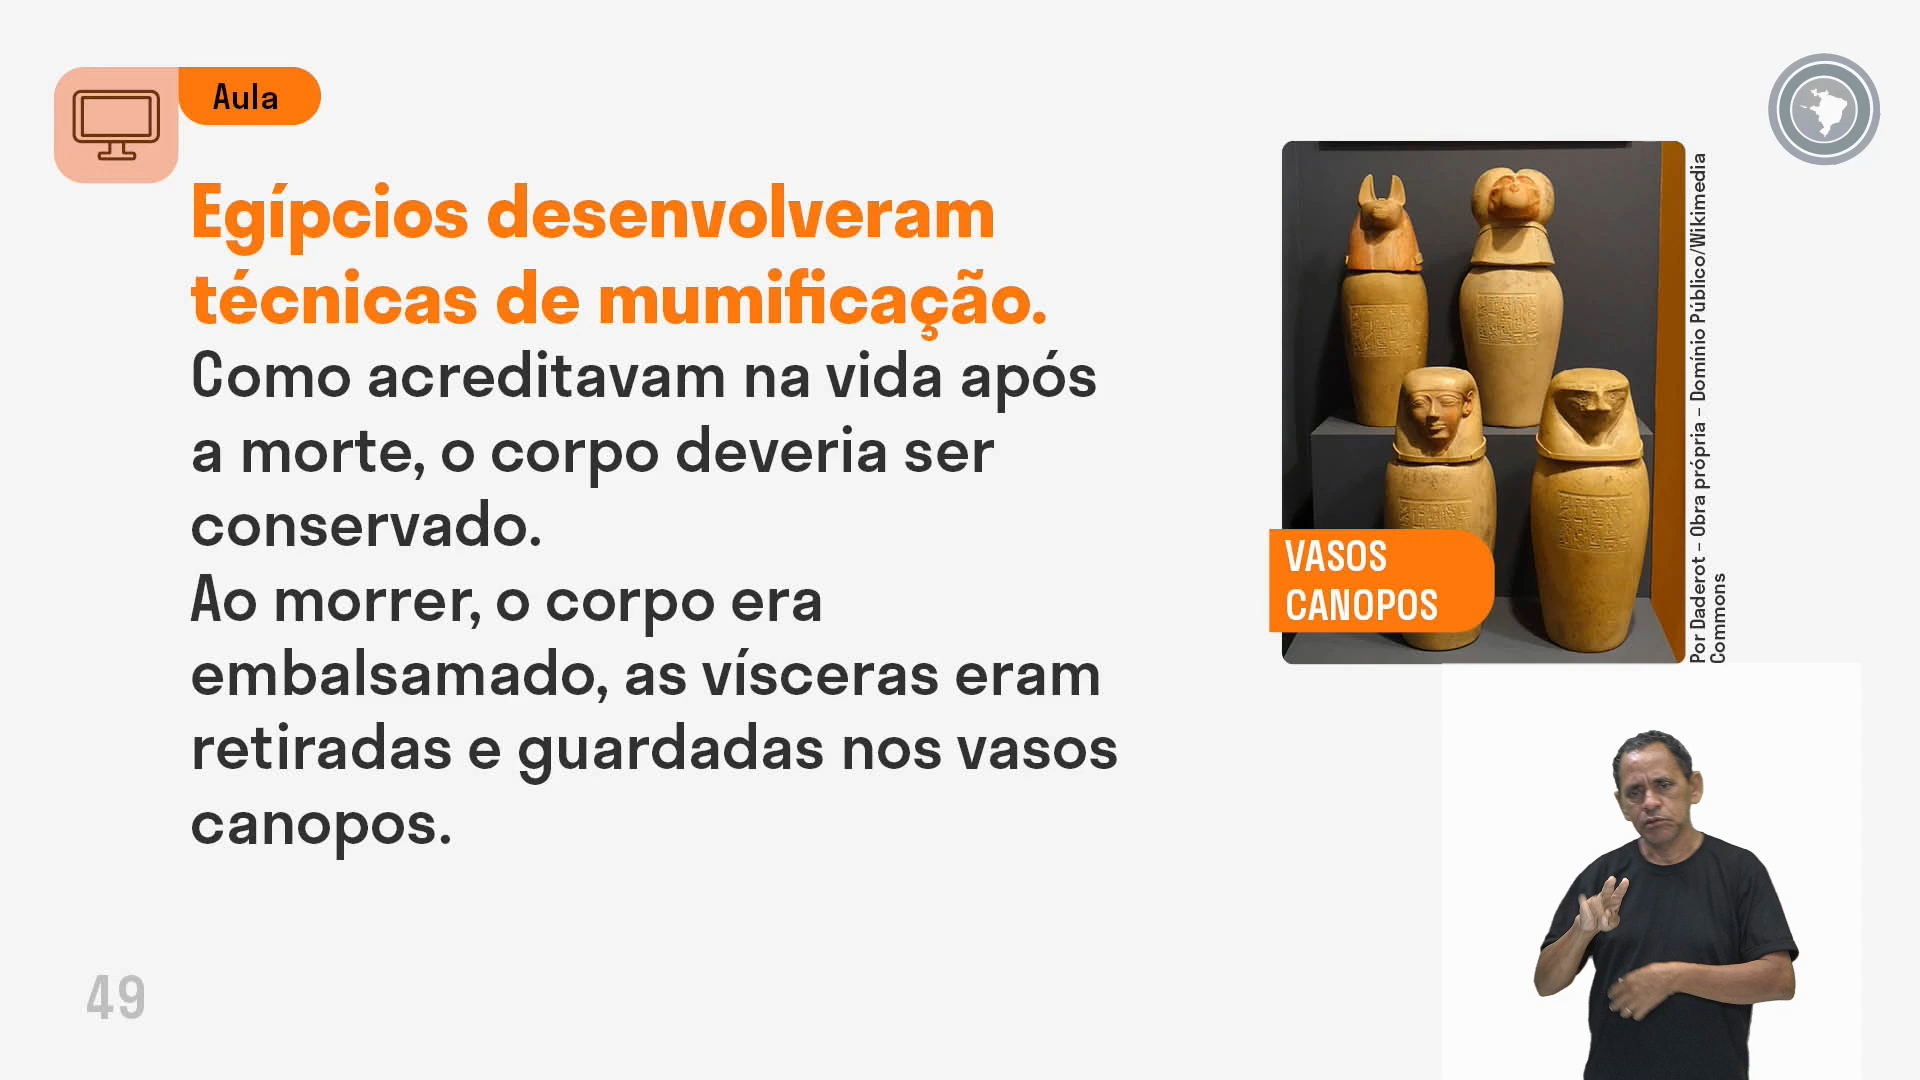 Aula
Egípcios desenvolveram
técnicas de mumificação.
Como acreditavam na vida após
a morte, o corpo deveria ser
conservado.
Ao morrer, o corpo era
embalsamado, as vísceras eram
retiradas e guardadas nos vasos
canopos.
VASOS
CANOPOS
Por Daderot – Obra própria – Domínio Público/Wikimedia
Commons
49